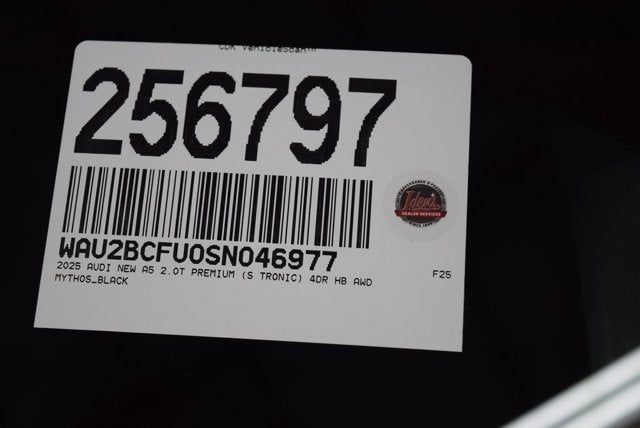 CDK VehicleScan™
256797
WAU2BCFU0SN046977
2025 AUDI NEW A5 2.0T PREMIUM (S TRONIC) 4DR HB AWD
MYTHOS_BLACK
F25
DEALER SERVICES